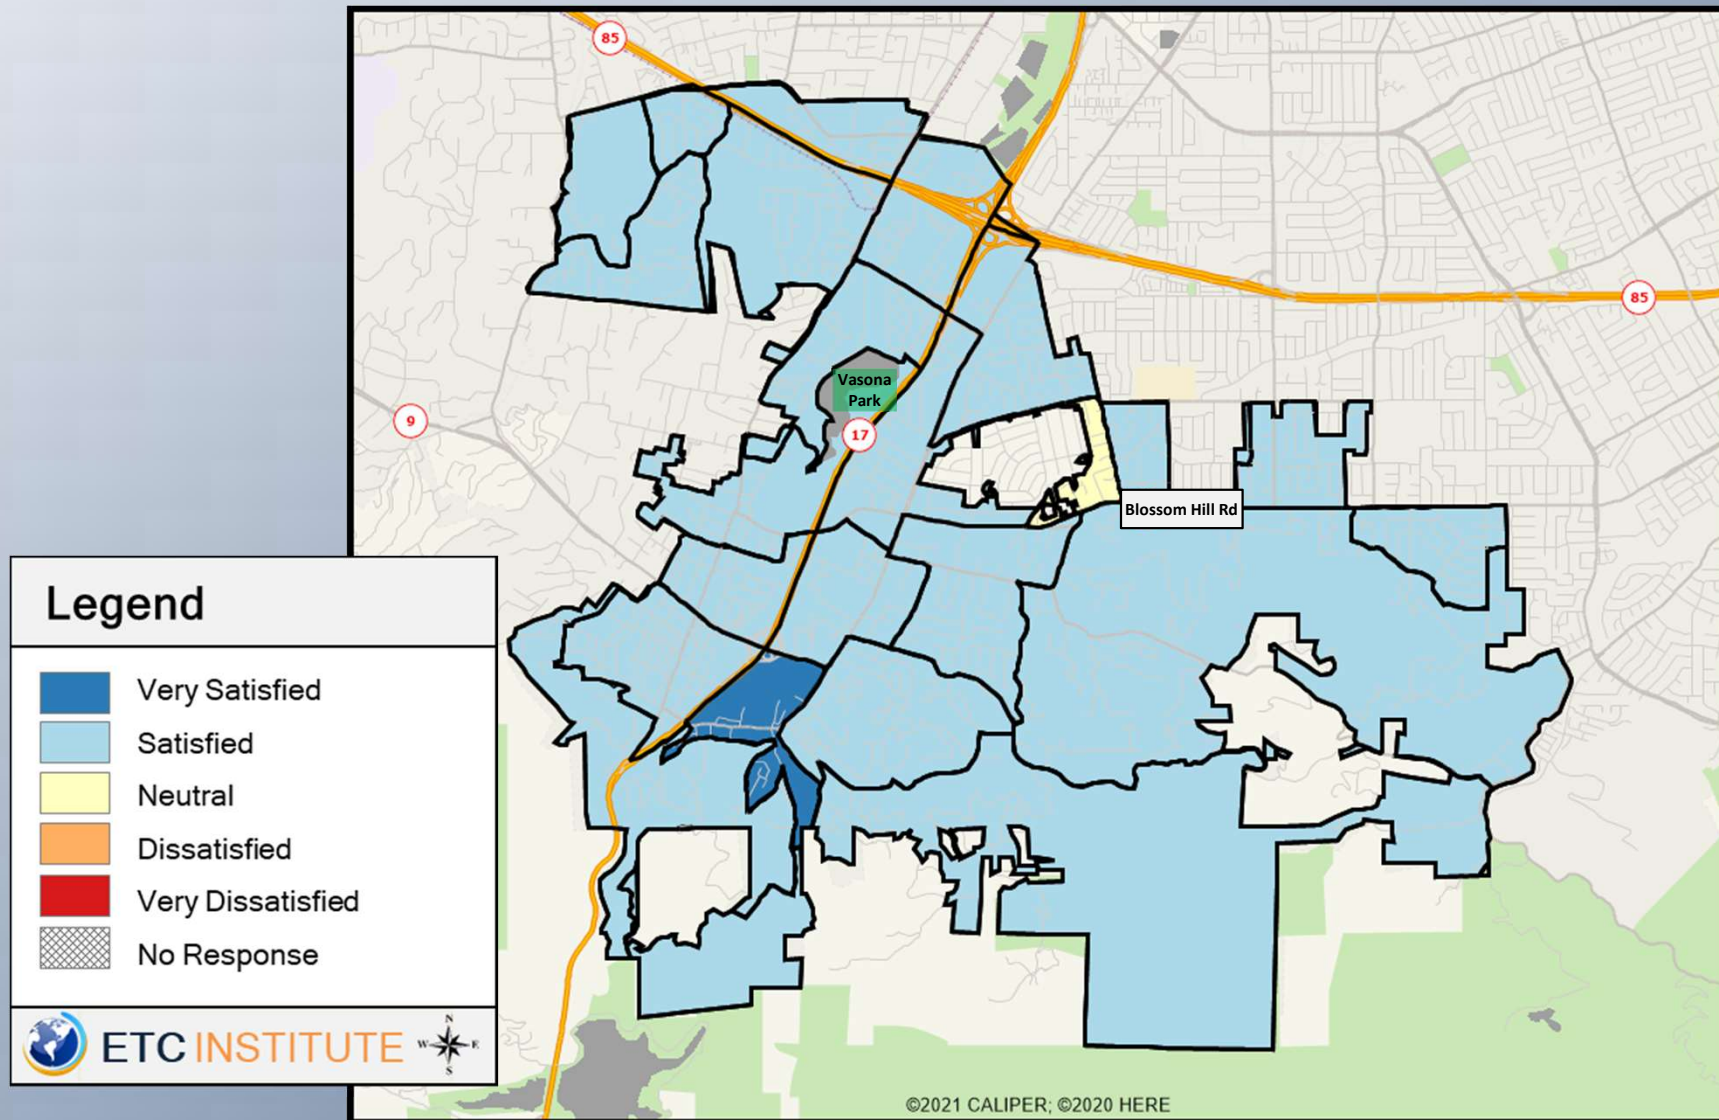 85
85
9
Vasona
Park
17
Blossom Hill Rd
Legend
Very Satisfied
Satisfied
Neutral
Dissatisfied
Very Dissatisfied
No Response
ETC INSTITUTE
N
W E
S
©2021 CALIPER; ©2020 HERE